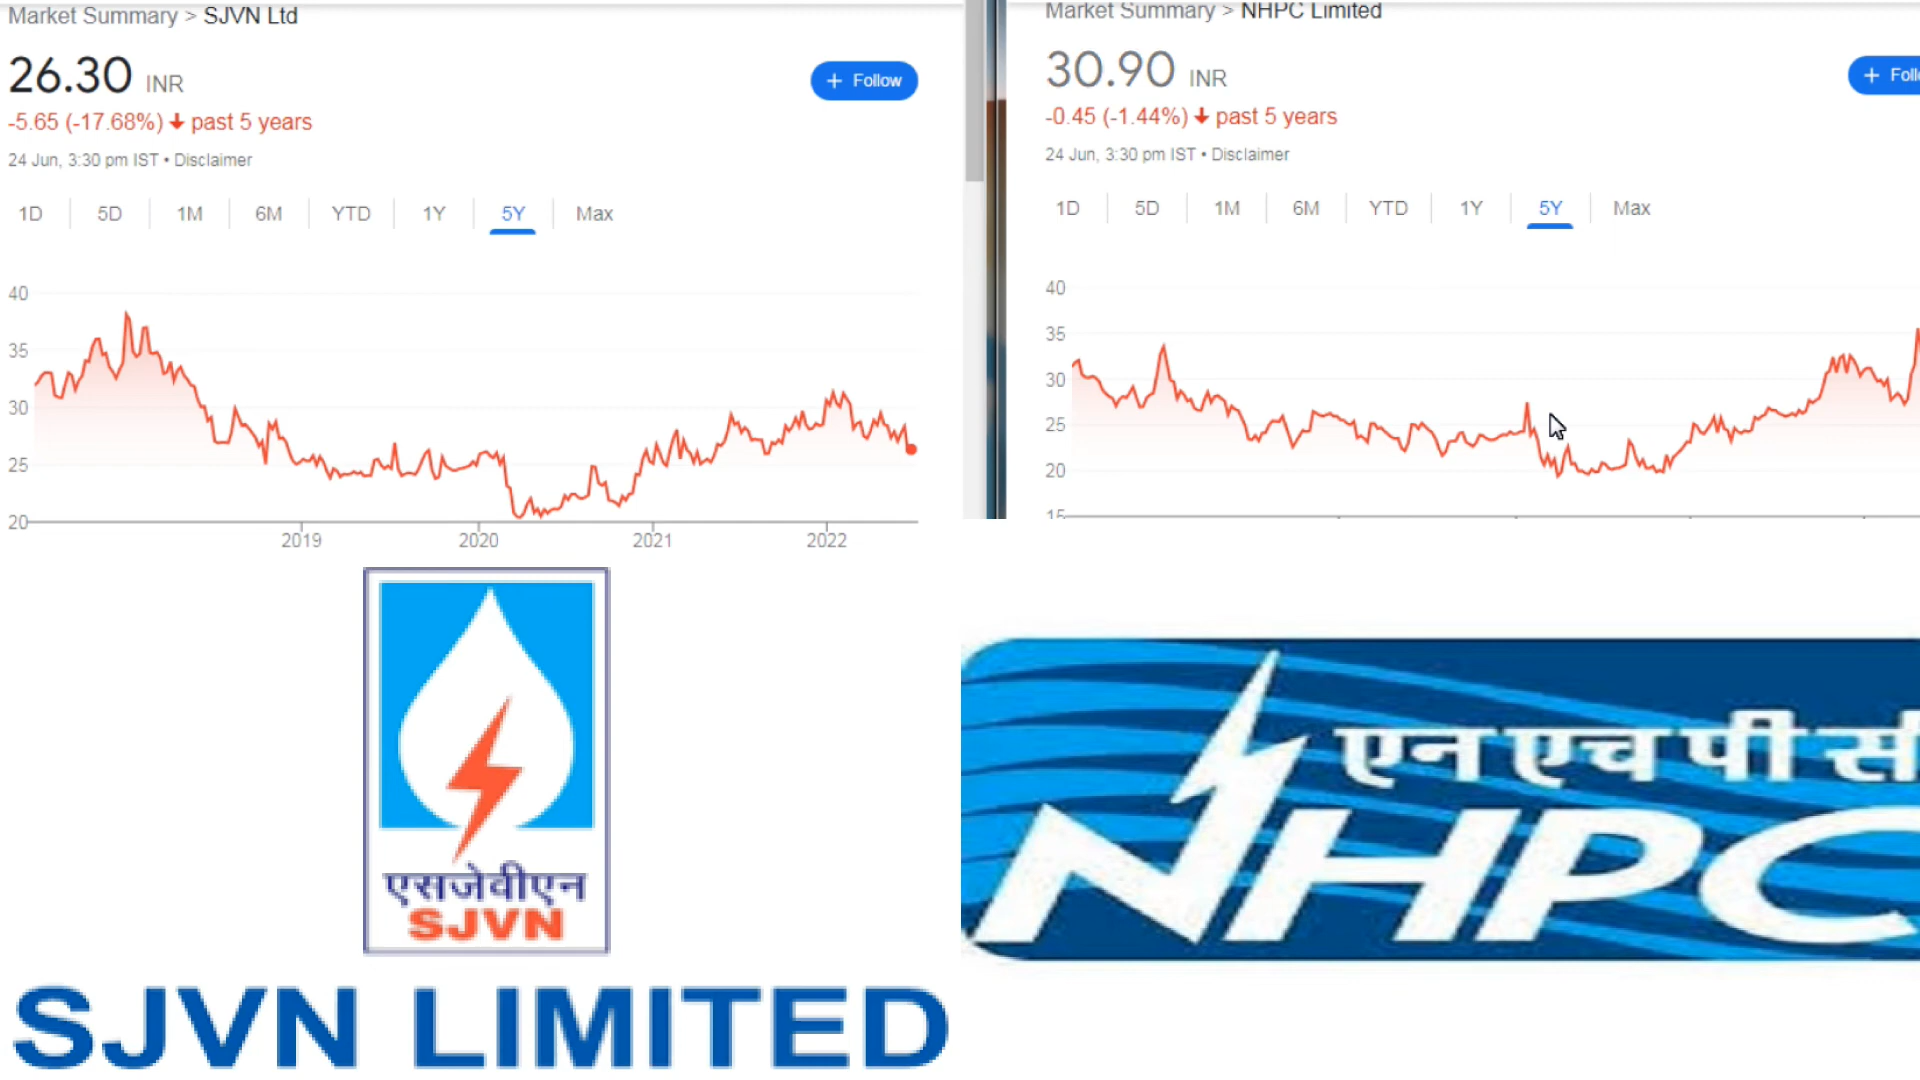 Market Summary > SJVN Ltd
26.30 INR
+ Follow
-5.65 (-17.68%) ↓ past 5 years
24 Jun, 3:30 pm IST • Disclaimer
1D 5D 1M 6M YTD 1Y 5Y Max
40
35
30
25
20
2019 2020 2021 2022
Market Summary > NHPC Limited
30.90 INR
+ Foll
-0.45 (-1.44%) ↓ past 5 years
24 Jun, 3:30 pm IST • Disclaimer
1D 5D 1M 6M YTD 1Y 5Y Max
40
35
30
25
20
15
एसजेवीएन
SJVN
SJVN LIMITED
एन एच पी सी
NHPC